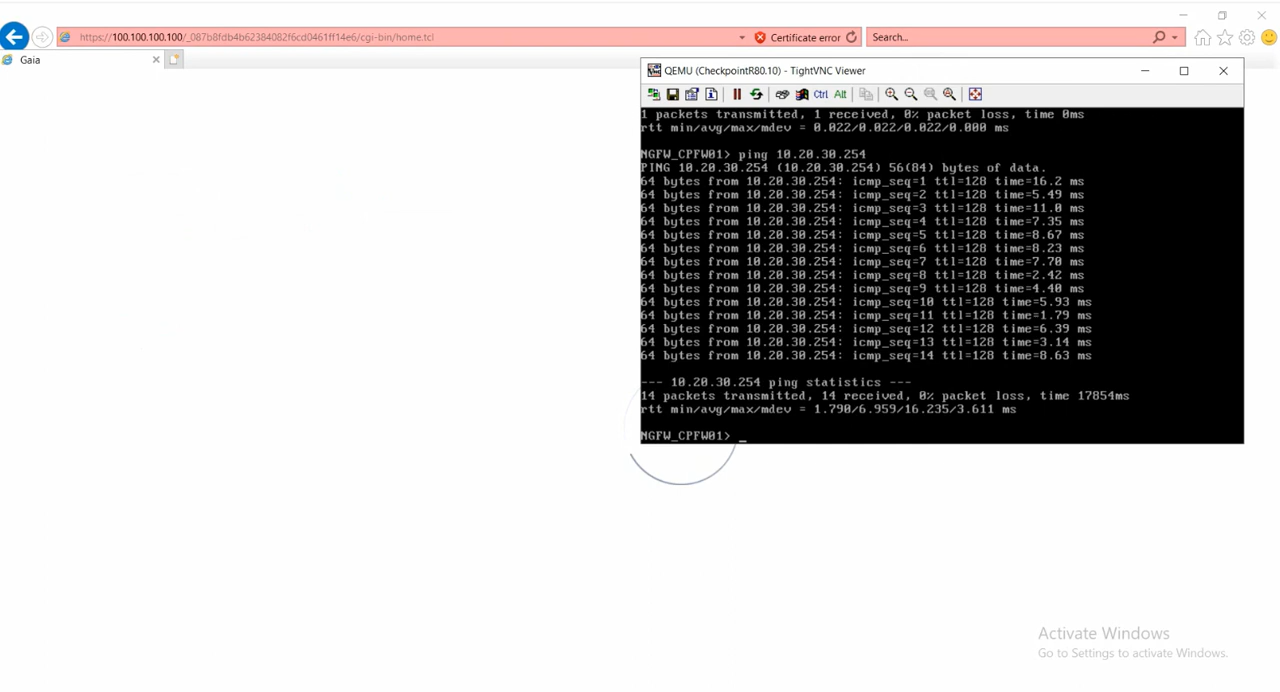 https://100.100.100.100/_087b8fdb4b62384082f6cd0461ff14e6/cgi-bin/home.tcl
Certificate error
Search...
Gaia
QEMU (CheckpointR80.10) - TightVNC Viewer
Ctrl Alt
1 packets transmitted, 1 received, 0% packet loss, time 0ms
rtt min/avg/max/mdev = 0.022/0.022/0.022/0.000 ms
NGFW_CPFW01> ping 10.20.30.254
PING 10.20.30.254 (10.20.30.254) 56(84) bytes of data.
64 bytes from 10.20.30.254: icmp_seq=1 ttl=128 time=16.2 ms
64 bytes from 10.20.30.254: icmp_seq=2 ttl=128 time=5.49 ms
64 bytes from 10.20.30.254: icmp_seq=3 ttl=128 time=11.0 ms
64 bytes from 10.20.30.254: icmp_seq=4 ttl=128 time=7.35 ms
64 bytes from 10.20.30.254: icmp_seq=5 ttl=128 time=8.67 ms
64 bytes from 10.20.30.254: icmp_seq=6 ttl=128 time=8.23 ms
64 bytes from 10.20.30.254: icmp_seq=7 ttl=128 time=7.70 ms
64 bytes from 10.20.30.254: icmp_seq=8 ttl=128 time=2.42 ms
64 bytes from 10.20.30.254: icmp_seq=9 ttl=128 time=4.40 ms
64 bytes from 10.20.30.254: icmp_seq=10 ttl=128 time=5.93 ms
64 bytes from 10.20.30.254: icmp_seq=11 ttl=128 time=1.79 ms
64 bytes from 10.20.30.254: icmp_seq=12 ttl=128 time=6.39 ms
64 bytes from 10.20.30.254: icmp_seq=13 ttl=128 time=3.14 ms
64 bytes from 10.20.30.254: icmp_seq=14 ttl=128 time=8.63 ms
--- 10.20.30.254 ping statistics ---
14 packets transmitted, 14 received, 0% packet loss, time 17854ms
rtt min/avg/max/mdev = 1.790/6.959/16.235/3.611 ms
NGFW_CPFW01> _
Activate Windows
Go to Settings to activate Windows.